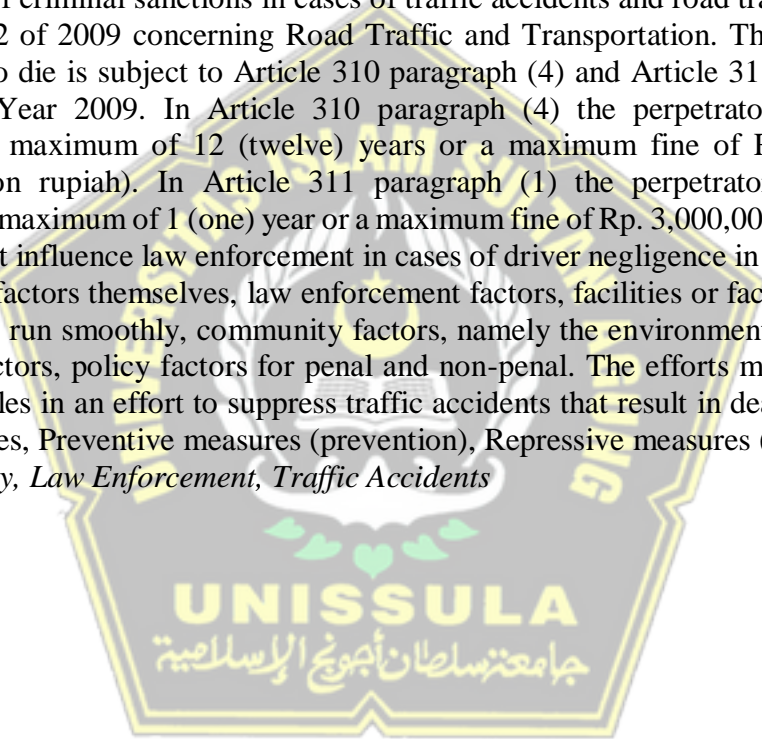 criminal sanctions in cases of traffic accidents and road tra
2 of 2009 concerning Road Traffic and Transportation. Th
o die is subject to Article 310 paragraph (4) and Article 31
Year 2009. In Article 310 paragraph (4) the perpetrato
maximum of 12 (twelve) years or a maximum fine of
on rupiah). In Article 311 paragraph (1) the perpetrato
maximum of 1 (one) year or a maximum fine of Rp. 3,000,00
t influence law enforcement in cases of driver negligence in
factors themselves, law enforcement factors, facilities or fac
run smoothly, community factors, namely the environment
ctors, policy factors for penal and non-penal. The efforts m
les in an effort to suppress traffic accidents that result in dea
es, Preventive measures (prevention), Repressive measures (
y, Law Enforcement, Traffic Accidents
UNIVERSITAS ISLAM SULTAN AGUNG
UNISSULA
جامعتنسلطان أجونج الإسلامية